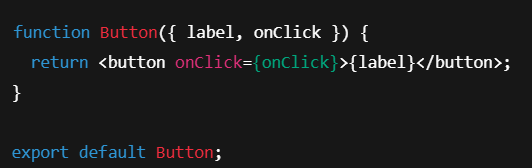 function Button({ label, onClick }) {
  return <button onClick={onClick}>{label}</button>;
}

export default Button;